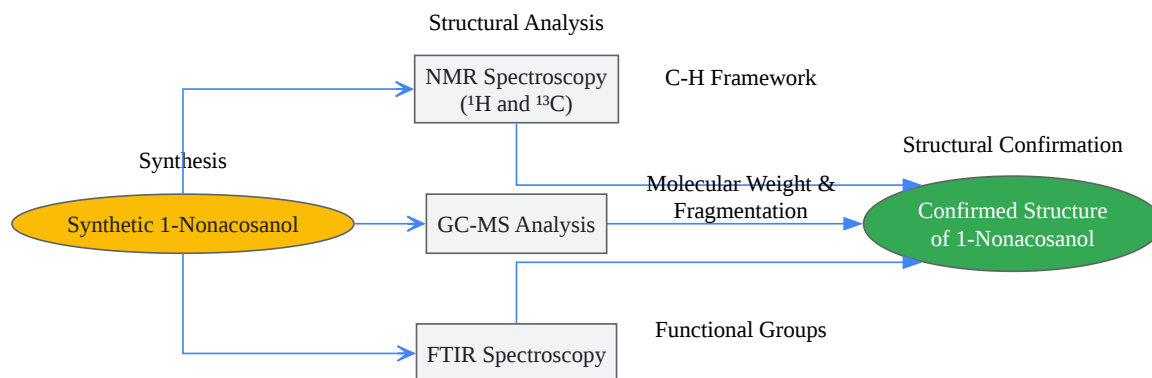 Structural Analysis
NMR Spectroscopy
(¹H and ¹³C)
C-H Framework
Synthesis
Structural Confirmation
Synthetic 1-Nonacosanol
GC-MS Analysis
Molecular Weight &
Fragmentation
Confirmed Structure
of 1-Nonacosanol
FTIR Spectroscopy
Functional Groups